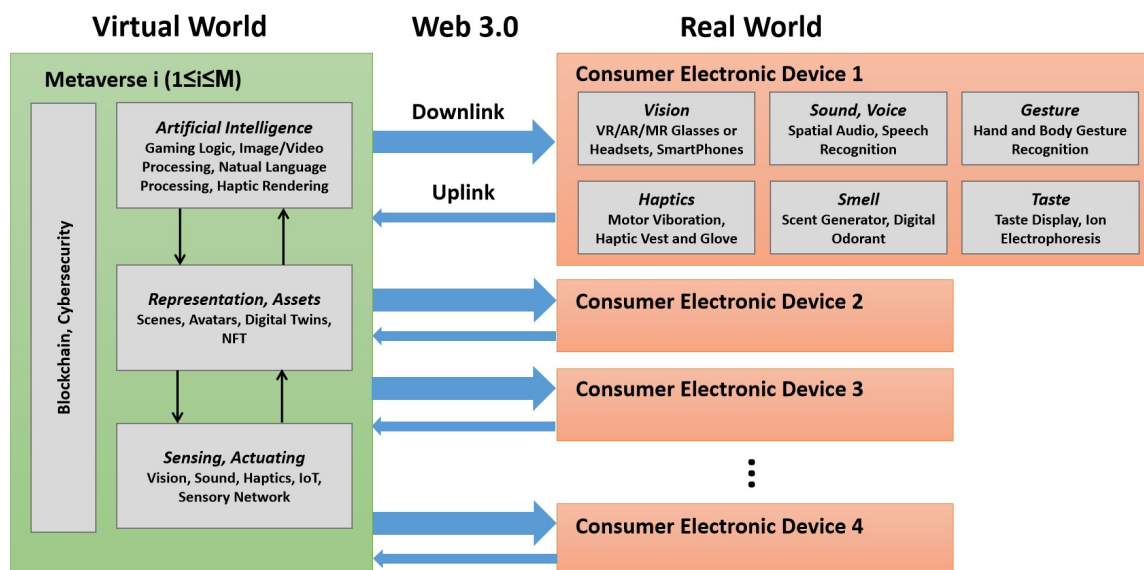 Virtual World
Web 3.0
Real World
Metaverse i (1≤i≤M)
Blockchain, Cybersecurity
Artificial Intelligence
Gaming Logic, Image/Video
Processing, Natual Language
Processing, Haptic Rendering
Representation, Assets
Scenes, Avatars, Digital Twins,
NFT
Sensing, Actuating
Vision, Sound, Haptics, IoT,
Sensory Network
Downlink
Uplink
Consumer Electronic Device 1
Vision
VR/AR/MR Glasses or
Headsets, SmartPhones
Sound, Voice
Spatial Audio, Speech
Recognition
Gesture
Hand and Body Gesture
Recognition
Haptics
Motor Viboration,
Haptic Vest and Glove
Smell
Scent Generator, Digital
Odorant
Taste
Taste Display, Ion
Electrophoresis
Consumer Electronic Device 2
Consumer Electronic Device 3
⋮
Consumer Electronic Device 4